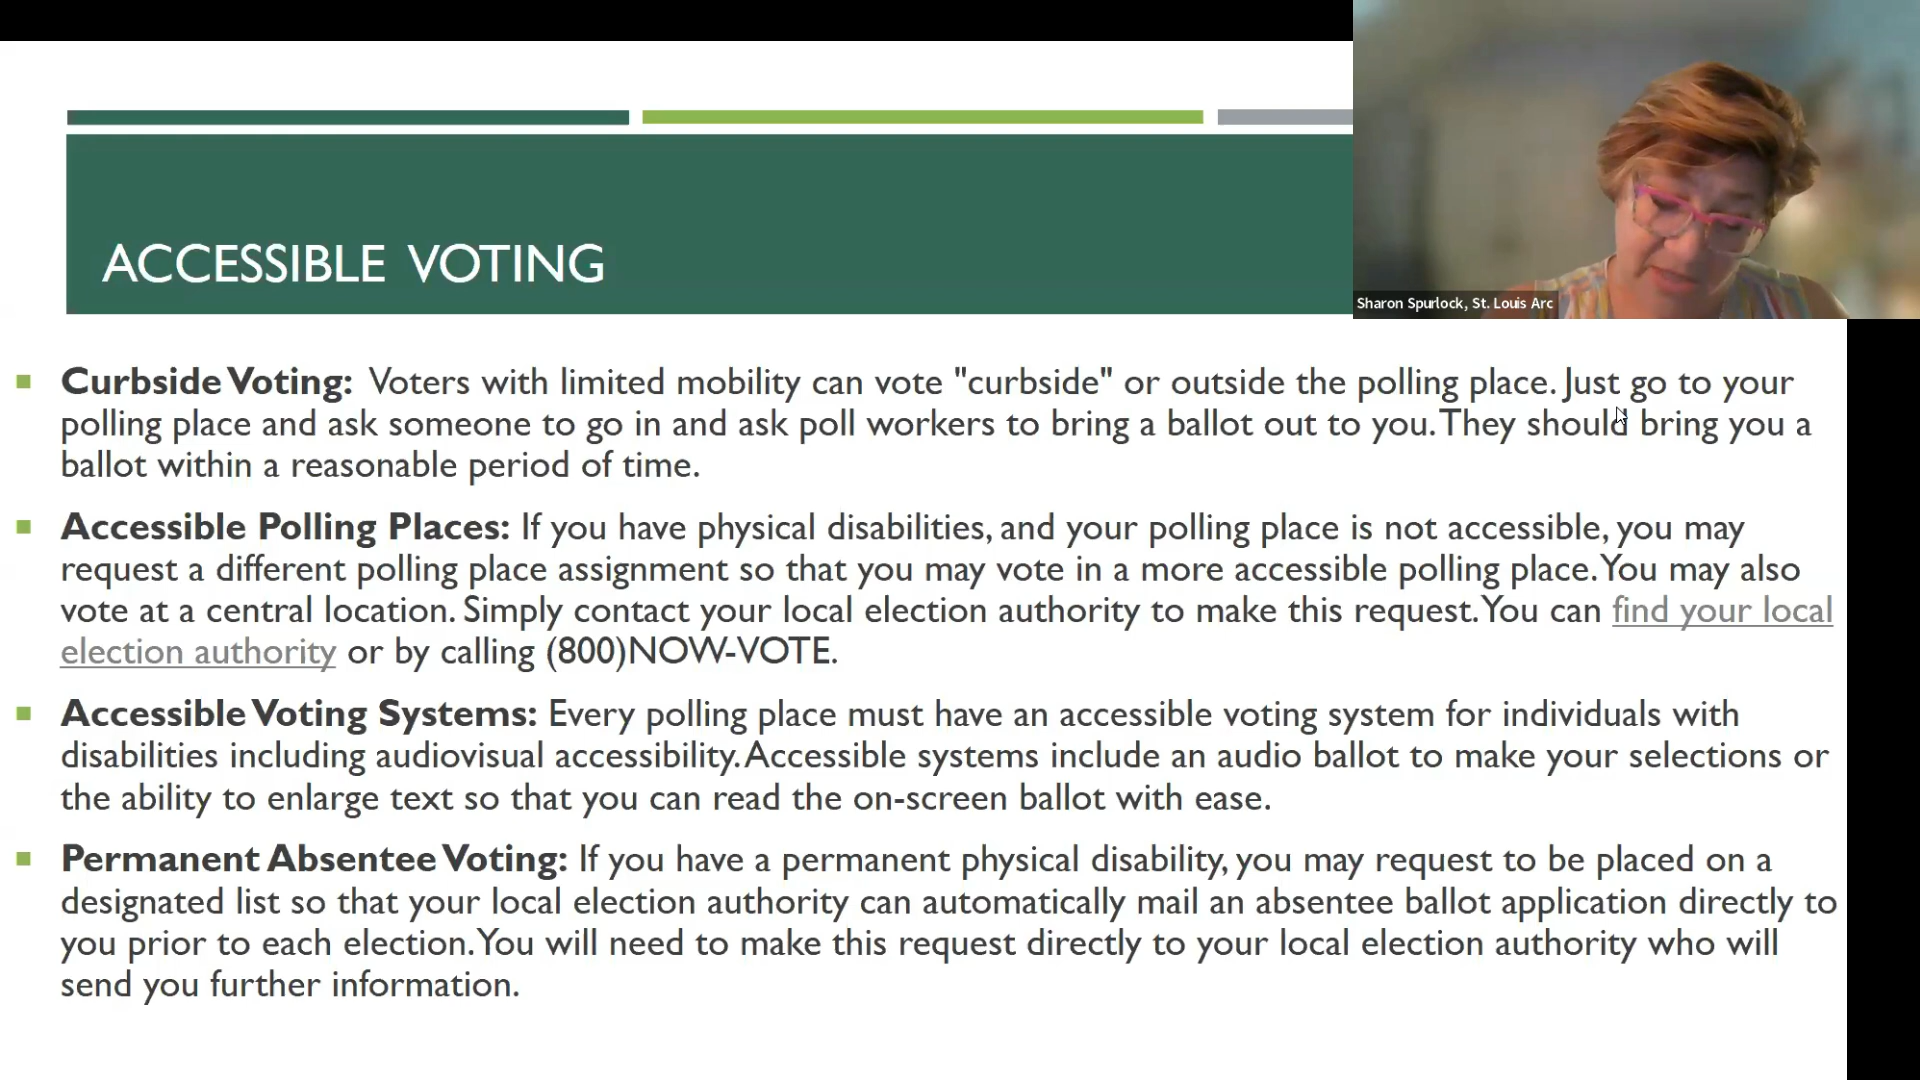 ACCESSIBLE VOTING
Sharon Spurlock, St. Louis Arc
Curbside Voting: Voters with limited mobility can vote "curbside" or outside the polling place. Just go to your
polling place and ask someone to go in and ask poll workers to bring a ballot out to you. They should bring you a
ballot within a reasonable period of time.
Accessible Polling Places: If you have physical disabilities, and your polling place is not accessible, you may
request a different polling place assignment so that you may vote in a more accessible polling place. You may also
vote at a central location. Simply contact your local election authority to make this request. You can find your local
election authority or by calling (800)NOW-VOTE.
Accessible Voting Systems: Every polling place must have an accessible voting system for individuals with
disabilities including audiovisual accessibility. Accessible systems include an audio ballot to make your selections or
the ability to enlarge text so that you can read the on-screen ballot with ease.
Permanent Absentee Voting: If you have a permanent physical disability, you may request to be placed on a
designated list so that your local election authority can automatically mail an absentee ballot application directly to
you prior to each election. You will need to make this request directly to your local election authority who will
send you further information.